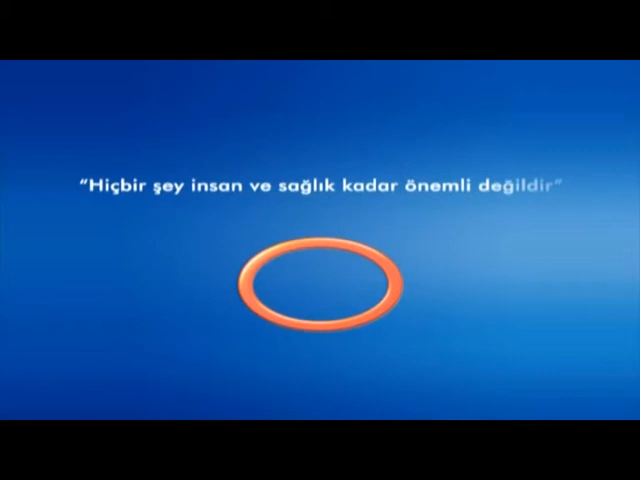 “Hiçbir şey insan ve sağlık kadar önemli değildir”